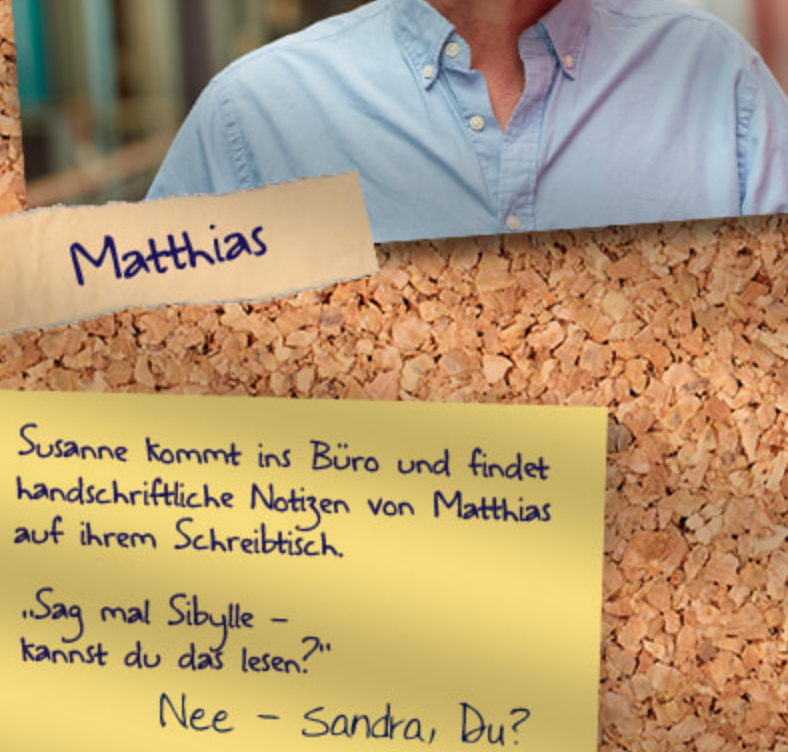 Matthias
Susanne kommt ins Büro und findet
handschriftliche Notizen von Matthias
auf ihrem Schreibtisch.
„Sag mal Sibylle –
kannst du das lesen?"
Nee – Sandra, Du?